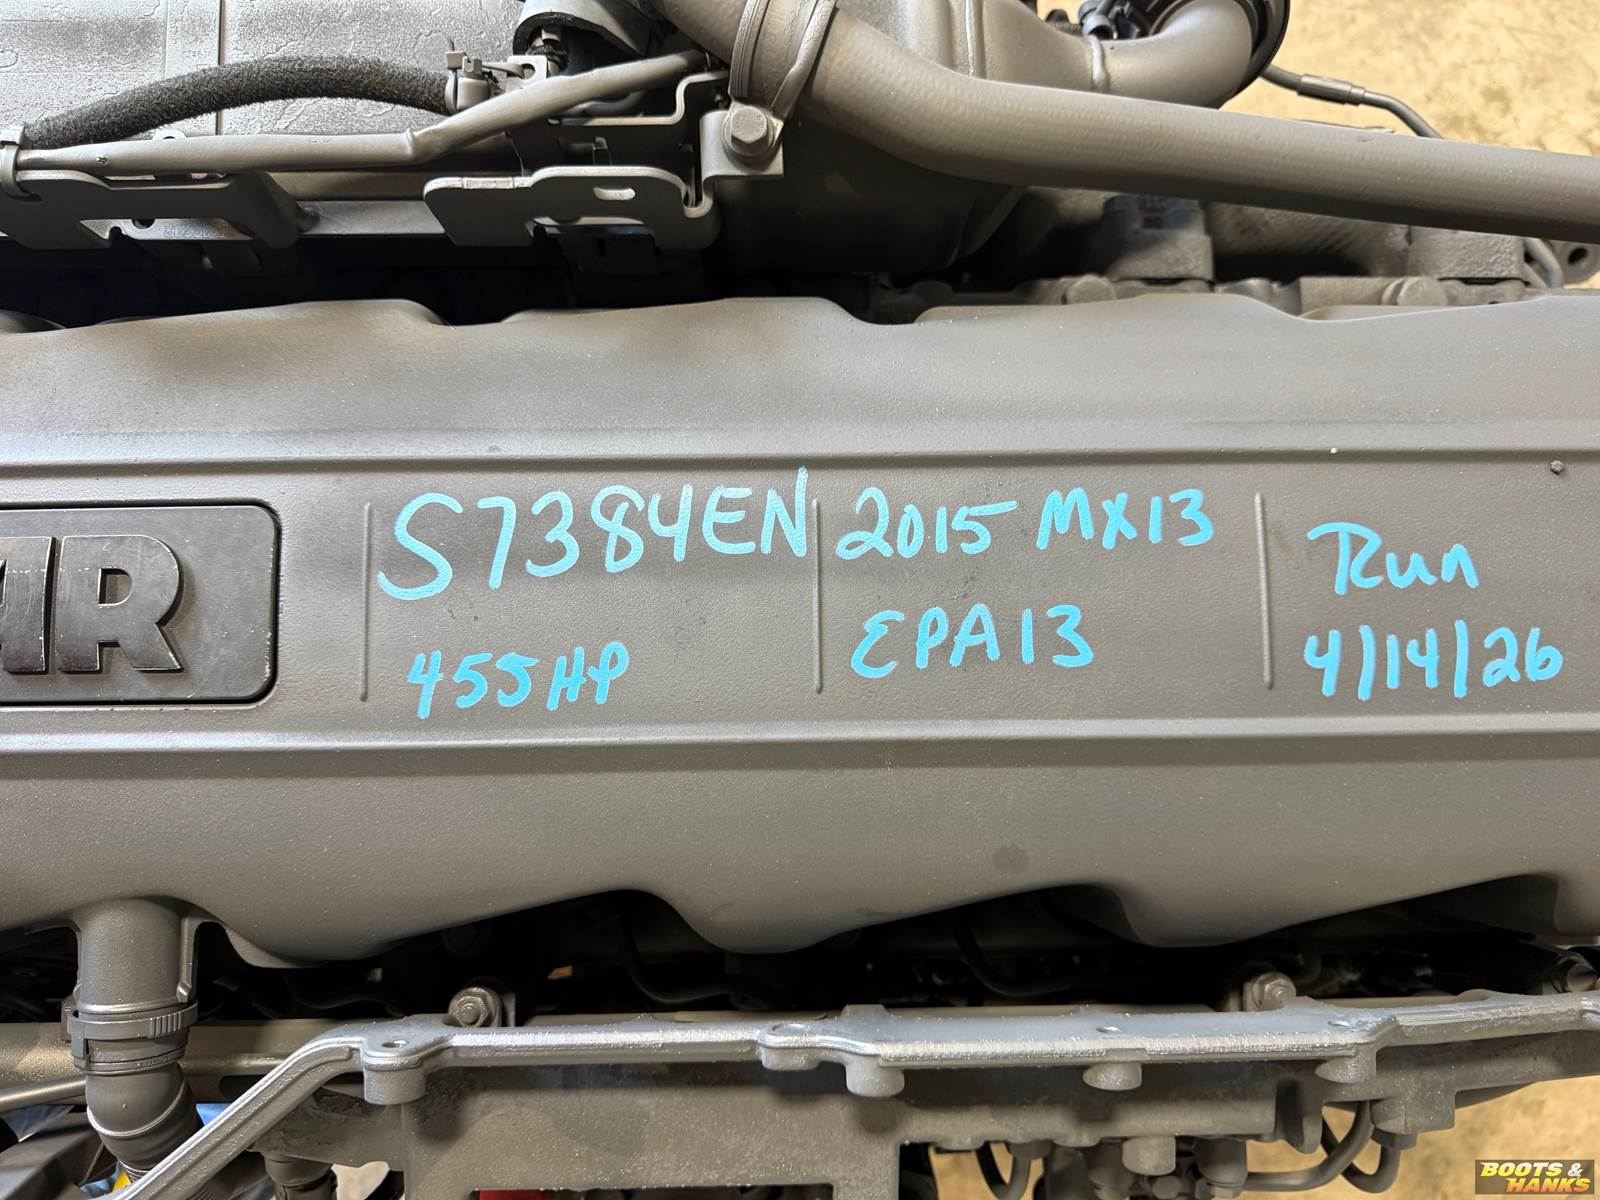 S7384EN
455HP
2015 MX13
EPA13
Run
4/14/26
BOOTS &
HANKS